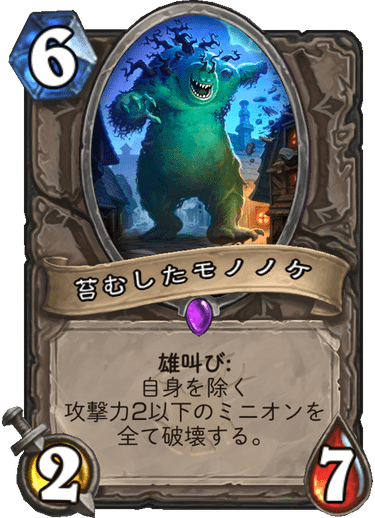 6
苔むしたモノノケ
雄叫び:
自身を除く
攻撃力2以下のミニオンを
全て破壊する。
2
7